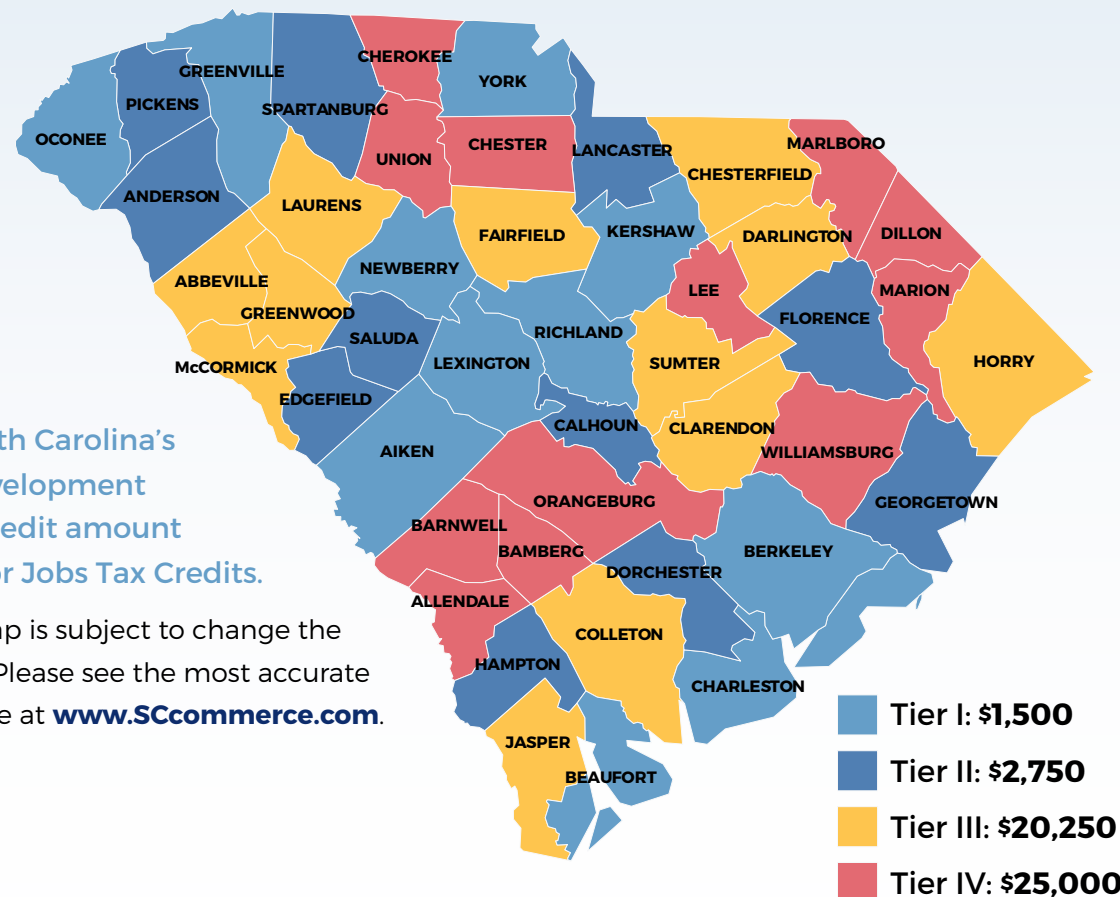 CHEROKEE
GREENVILLE
YORK
PICKENS
SPARTANBURG
OCONEE
CHESTER
MARLBORO
LANCASTER
UNION
CHESTERFIELD
ANDERSON
LAURENS
KERSHAW
DILLON
FAIRFIELD
DARLINGTON
NEWBERRY
ABBEVILLE
LEE
MARION
GREENWOOD
FLORENCE
RICHLAND
SALUDA
LEXINGTON
SUMTER
HORRY
McCORMICK
EDGEFIELD
CALHOUN
CLARENDON
AIKEN
WILLIAMSBURG
ORANGEBURG
GEORGETOWN
BARNWELL
BAMBERG
BERKELEY
DORCHESTER
ALLENDALE
COLLETON
HAMPTON
CHARLESTON
JASPER
BEAUFORT
th Carolina’s
velopment
redit amount
or Jobs Tax Credits.
ap is subject to change the
Please see the most accurate
e at www.SCcommerce.com.
Tier I: $1,500
Tier II: $2,750
Tier III: $20,250
Tier IV: $25,000